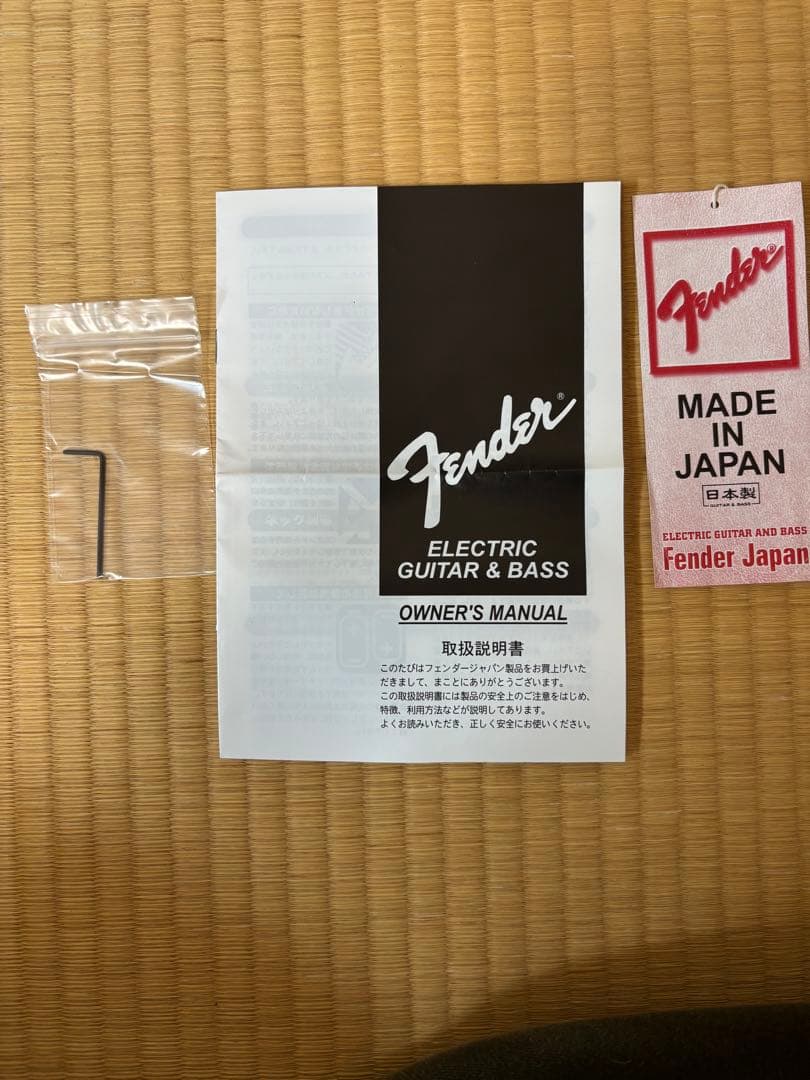 Fender®
ELECTRIC
GUITAR & BASS
OWNER'S MANUAL
取扱説明書
このたびはフェンダージャパン製品をお買上げいた
だきまして、まことにありがとうございます。
この取扱説明書には製品の安全上のご注意をはじめ、
特徴、利用方法などが説明してあります。
よくお読みいただき、正しく安全にお使いください。
Fender®
MADE
IN
JAPAN
日本製
GUITAR & BASS
ELECTRIC GUITAR AND BASS
Fender Japan